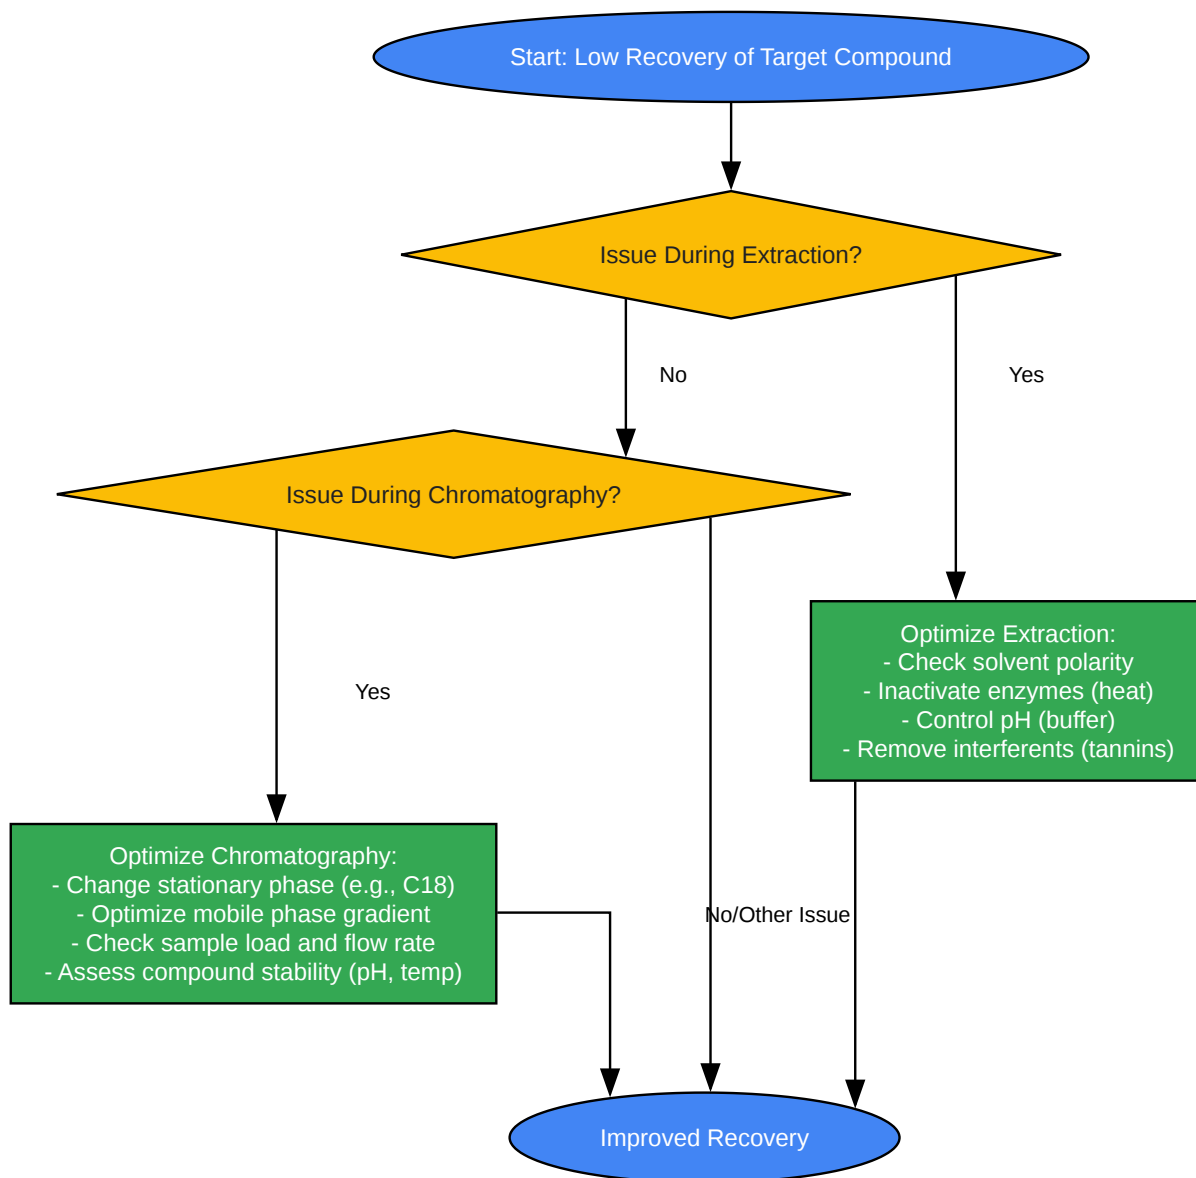 Start: Low Recovery of Target Compound
Issue During Extraction?
No
Yes
Issue During Chromatography?
Optimize Extraction:
- Check solvent polarity
- Inactivate enzymes (heat)
- Control pH (buffer)
- Remove interferents (tannins)
Yes
Optimize Chromatography:
- Change stationary phase (e.g., C18)
- Optimize mobile phase gradient
- Check sample load and flow rate
- Assess compound stability (pH, temp)
No/Other Issue
Improved Recovery